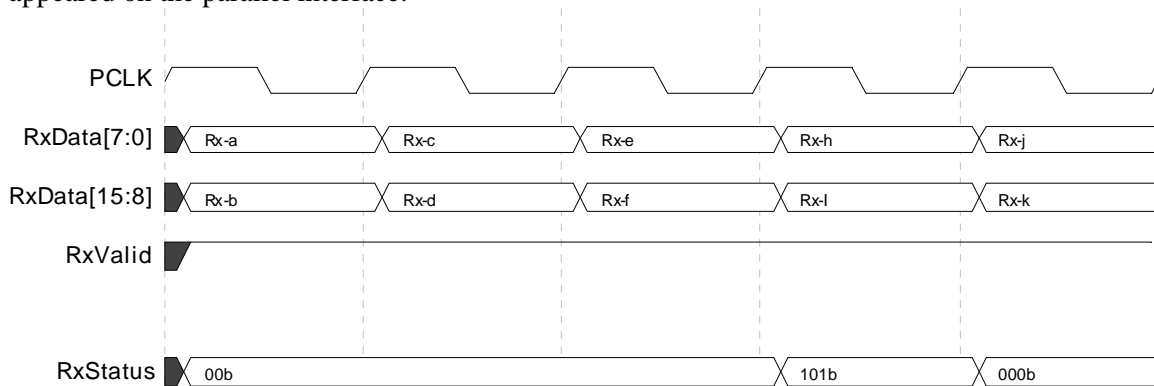 appeared on the parallel interface.
PCLK
RxData[7:0] Rx-a Rx-c Rx-e Rx-h Rx-j
RxData[15:8] Rx-b Rx-d Rx-f Rx-I Rx-k
RxValid
RxStatus 00b 101b 000b